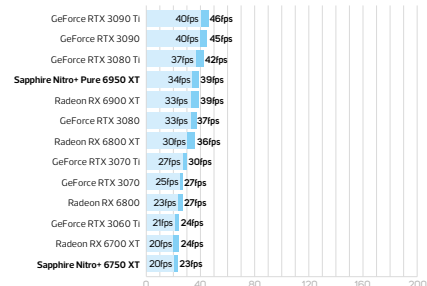 GeForce RTX 3090 Ti 40fps 46fps
GeForce RTX 3090 40fps 45fps
GeForce RTX 3080 Ti 37fps 42fps
Sapphire Nitro+ Pure 6950 XT 34fps 39fps
Radeon RX 6900 XT 33fps 39fps
GeForce RTX 3080 33fps 37fps
Radeon RX 6800 XT 30fps 36fps
GeForce RTX 3070 Ti 27fps 30fps
GeForce RTX 3070 25fps 27fps
Radeon RX 6800 23fps 27fps
GeForce RTX 3060 Ti 21fps 24fps
Radeon RX 6700 XT 20fps 24fps
Sapphire Nitro+ 6750 XT 20fps 23fps
0 40 80 120 160 200